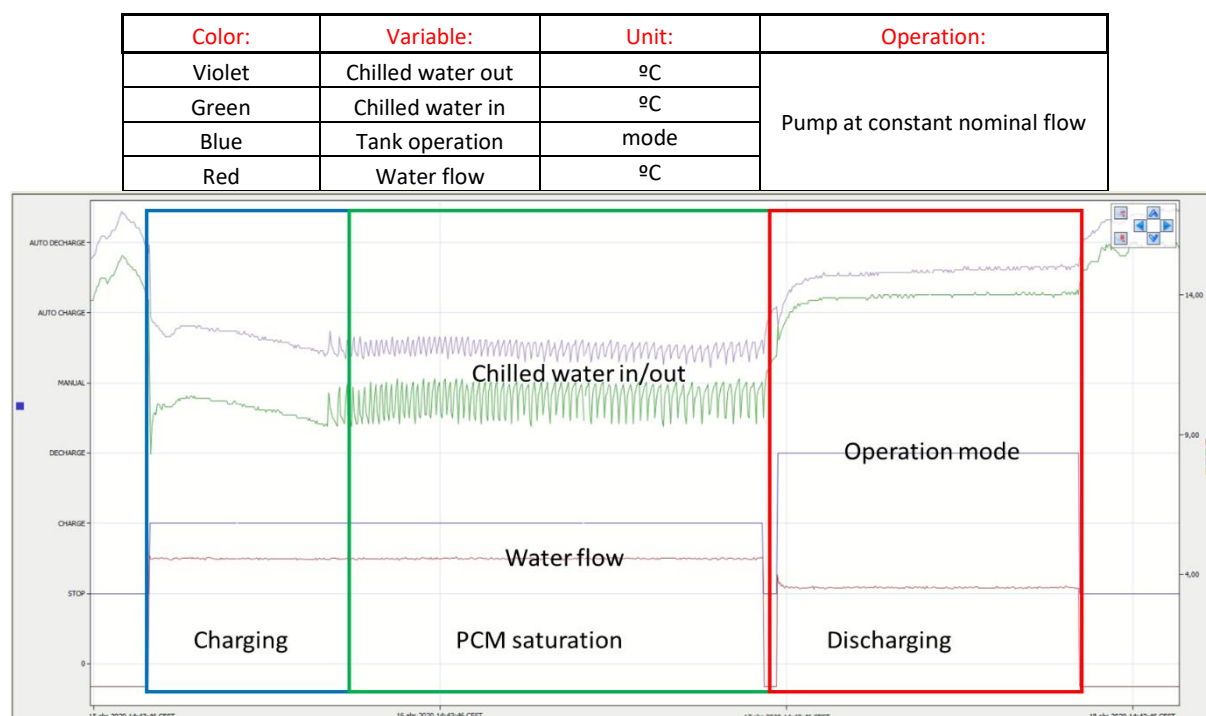 Color: Variable: Unit: Operation:
Violet Chilled water out ºC
Green Chilled water in ºC
Pump at constant nominal flow
Blue Tank operation mode
Red Water flow ºC
AUTO DECHARGE
14,00
AUTO CHARGE
Chilled water in/out
MANUAL
9,00
Operation mode
DECHARGE
CHARGE
Water flow
4,00
STOP
Charging PCM saturation Discharging
0